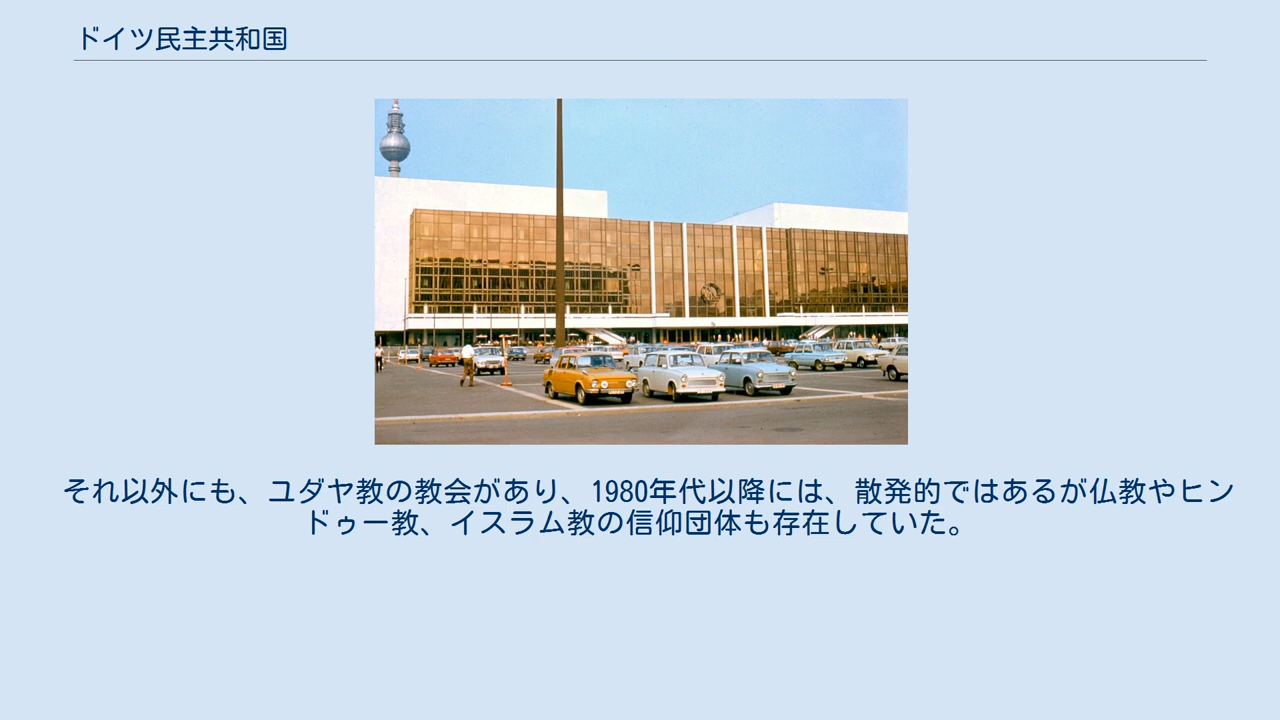 ドイツ民主共和国
それ以外にも、ユダヤ教の教会があり、1980年代以降には、散発的ではあるが仏教やヒン
ドゥー教、イスラム教の信仰団体も存在していた。